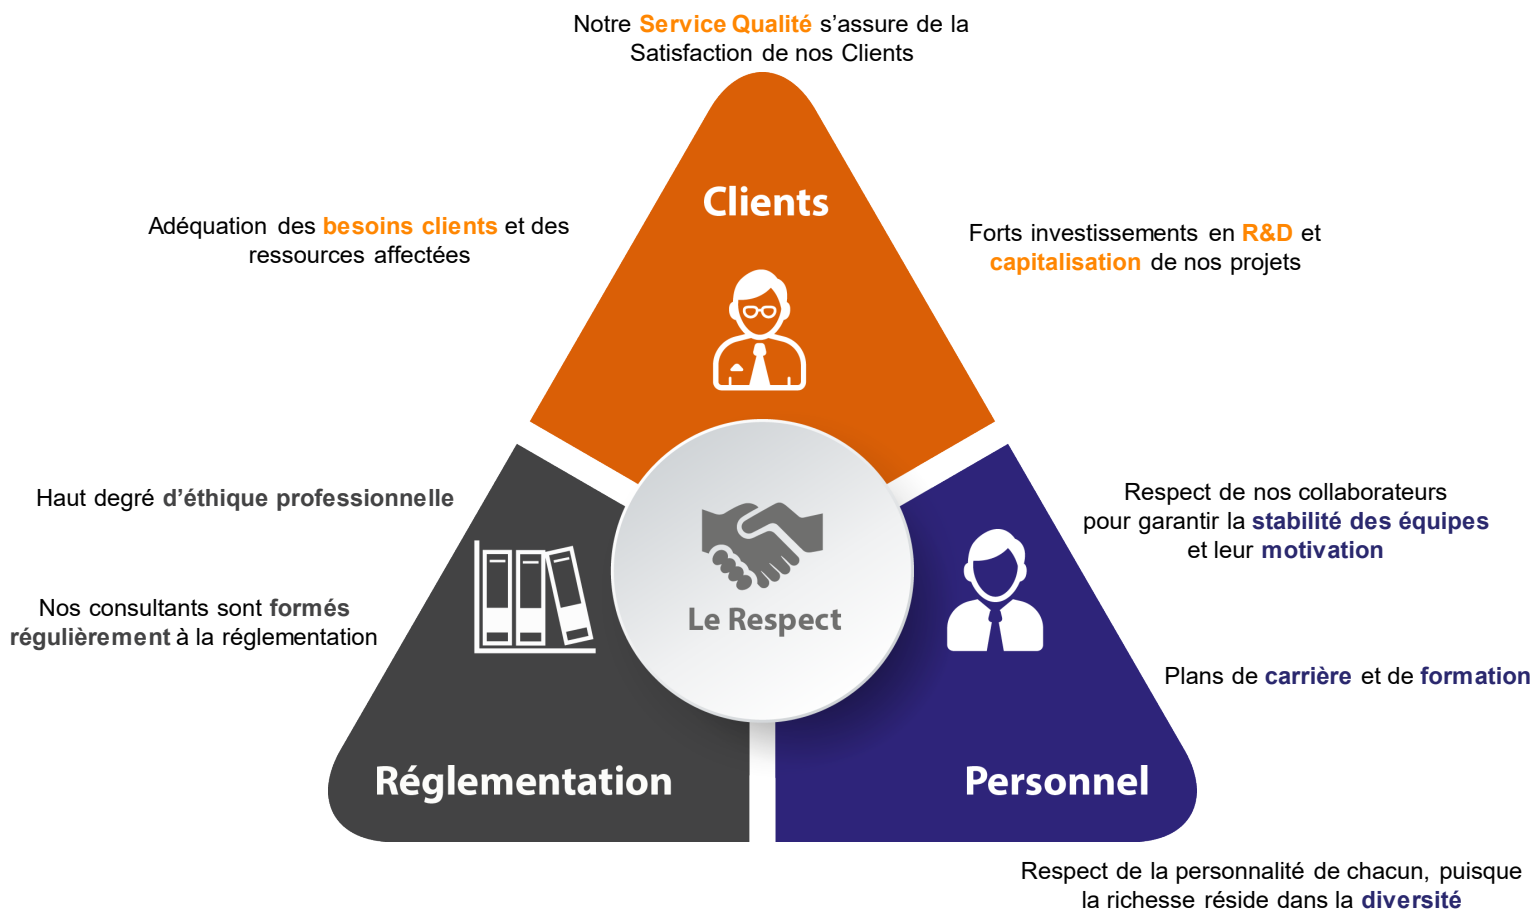 Notre Service Qualité s’assure de la
Satisfaction de nos Clients
Clients
Adéquation des besoins clients et des
ressources affectées
Forts investissements en R&D et
capitalisation de nos projets
Haut degré d’éthique professionnelle
Nos consultants sont formés
régulièrement à la réglementation
Le Respect
Respect de nos collaborateurs
pour garantir la stabilité des équipes
et leur motivation
Plans de carrière et de formation
Réglementation
Personnel
Respect de la personnalité de chacun, puisque
la richesse réside dans la diversité